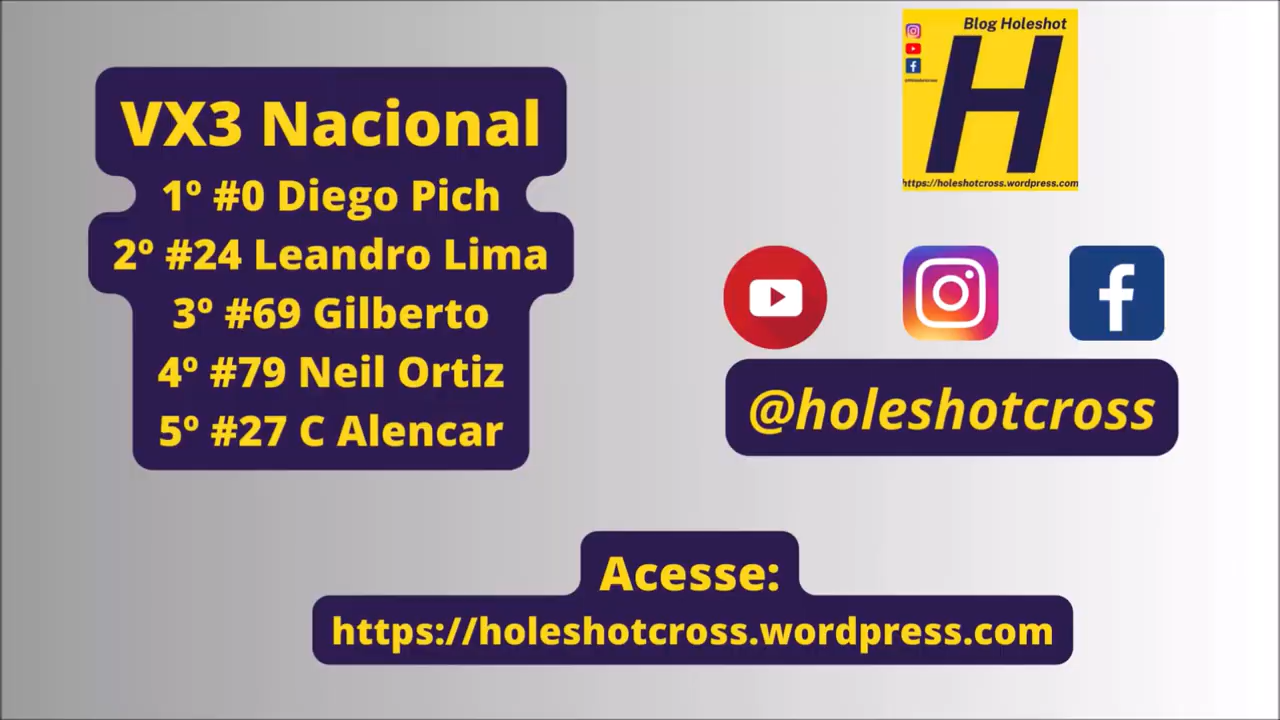 VX3 Nacional
1º #0 Diego Pich
2º #24 Leandro Lima
3º #69 Gilberto
4º #79 Neil Ortiz
5º #27 C Alencar
Blog Holeshot
H
https://holeshotcross.wordpress.com
@holeshotcross
Acesse:
https://holeshotcross.wordpress.com